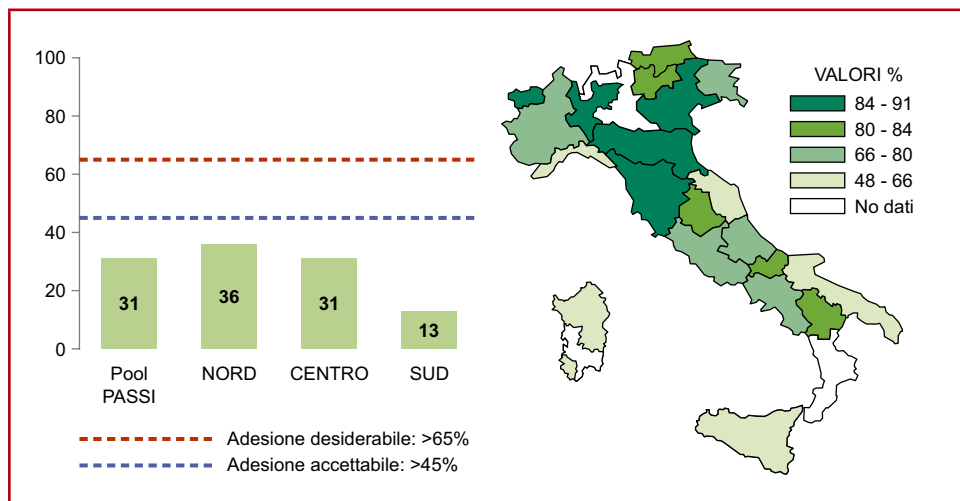 100
80
60
40
20
0
31
36
31
13
Pool
PASSI
NORD
CENTRO
SUD
Adesione desiderabile: >65%
Adesione accettabile: >45%
VALORI %
84 - 91
80 - 84
66 - 80
48 - 66
No dati